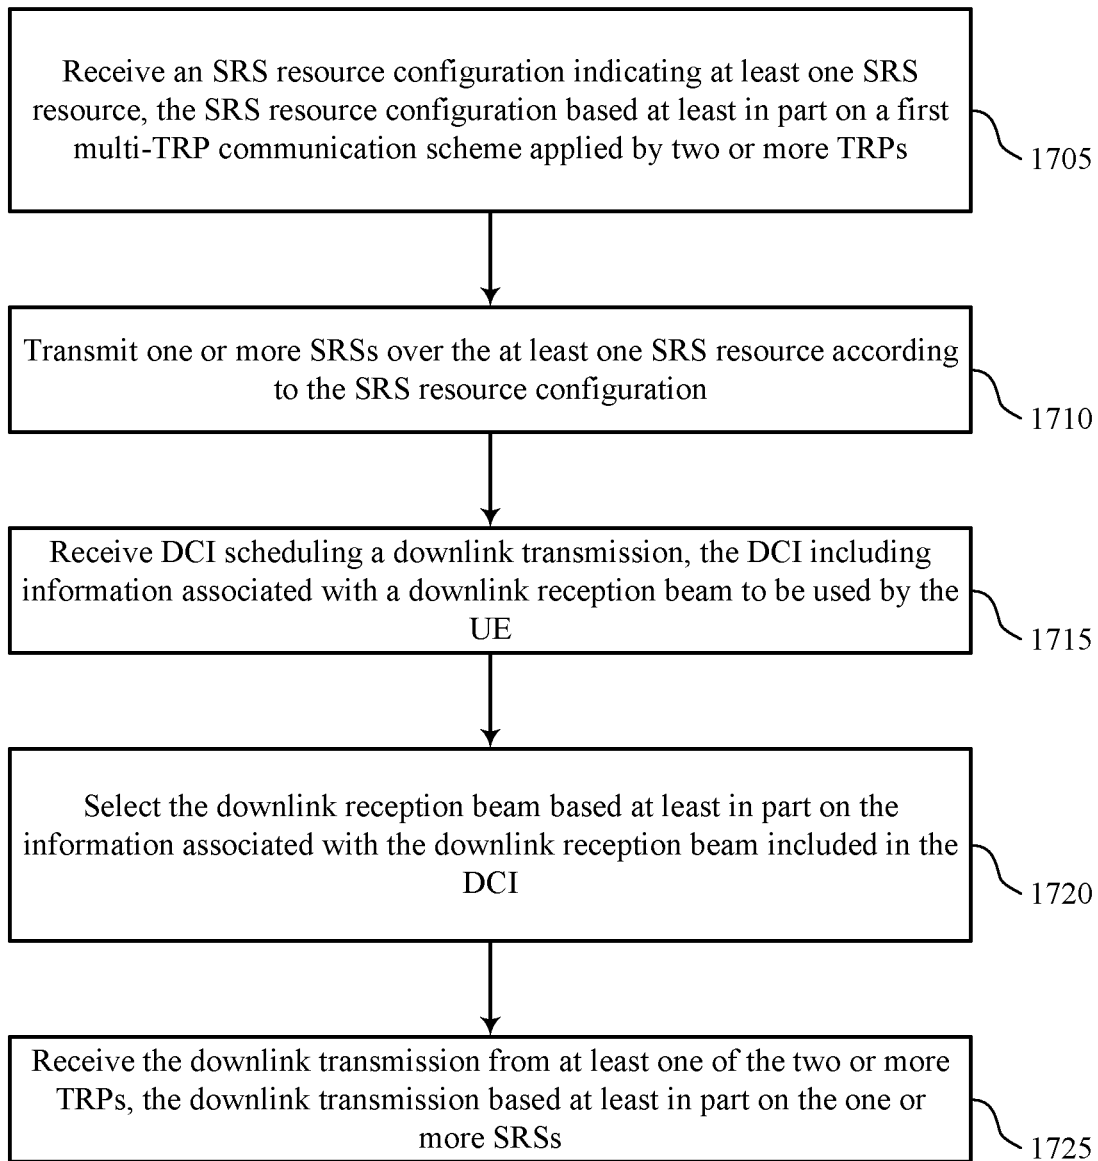 Receive an SRS resource configuration indicating at least one SRS
resource, the SRS resource configuration based at least in part on a first
multi-TRP communication scheme applied by two or more TRPs
1705
Transmit one or more SRSs over the at least one SRS resource according
to the SRS resource configuration
1710
Receive DCI scheduling a downlink transmission, the DCI including
information associated with a downlink reception beam to be used by the
UE
1715
Select the downlink reception beam based at least in part on the
information associated with the downlink reception beam included in the
DCI
1720
Receive the downlink transmission from at least one of the two or more
TRPs, the downlink transmission based at least in part on the one or
more SRSs
1725